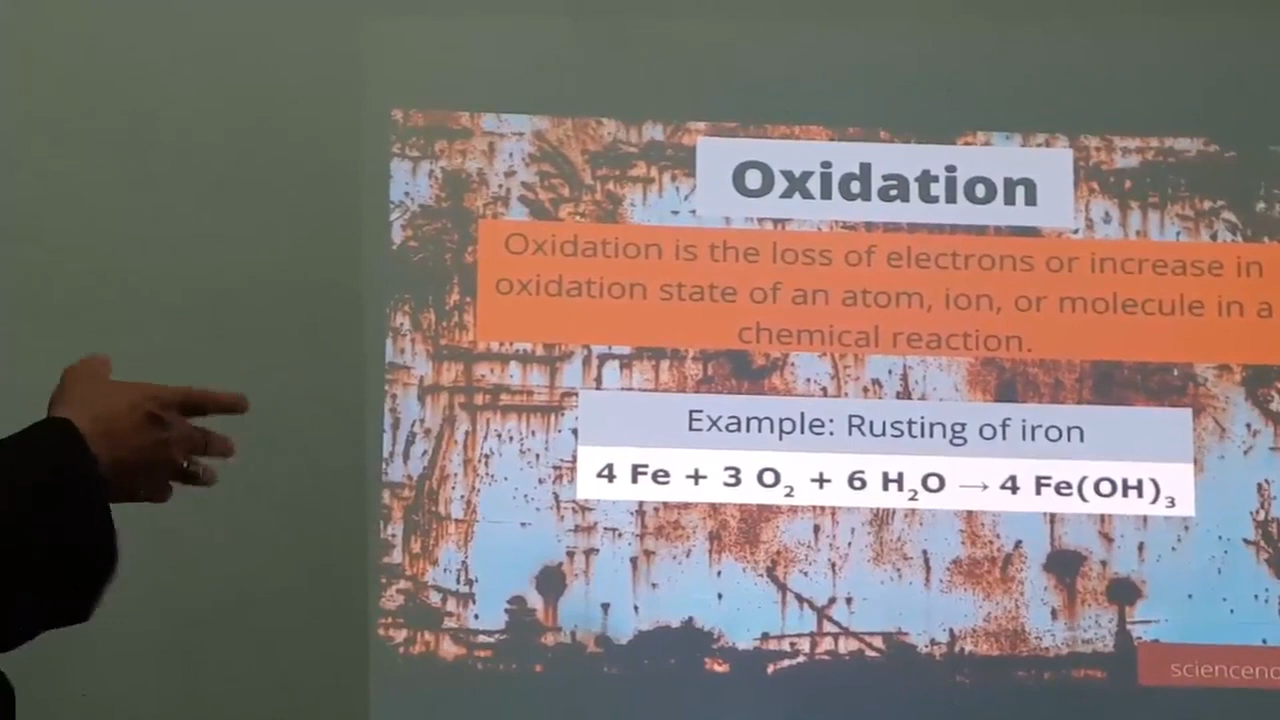 Oxidation
Oxidation is the loss of electrons or increase in
oxidation state of an atom, ion, or molecule in a
chemical reaction.
Example: Rusting of iron
4 Fe + 3 O₂ + 6 H₂O → 4 Fe(OH)₃